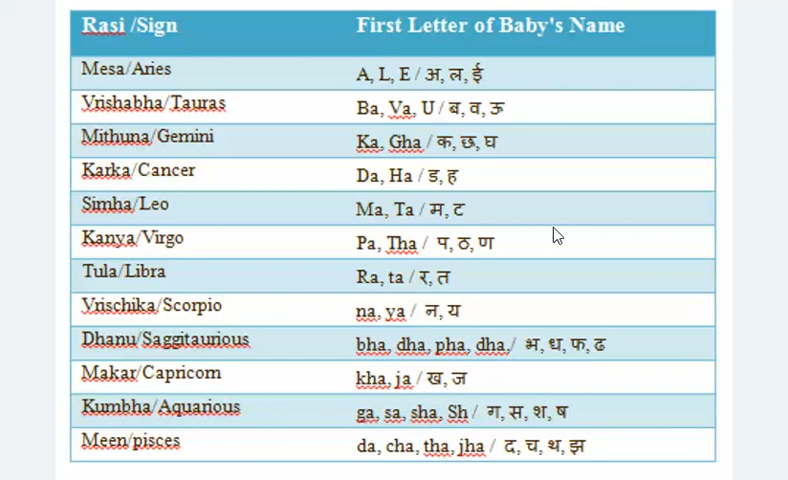 Rasi /Sign First Letter of Baby's Name
Mesa/Aries A, L, E / अ, ल, ई
Vrishabha/Tauras Ba, Va, U / ब, व, ऊ
Mithuna/Gemini Ka, Gha / क, छ, घ
Karka/Cancer Da, Ha / ड, ह
Simha/Leo Ma, Ta / म, ट
Kanya/Virgo Pa, Tha / प, ठ, ण
Tula/Libra Ra, ta / र, त
Vrischika/Scorpio na, ya / न, य
Dhanu/Saggitaurious bha, dha, pha, dha,/ भ, ध, फ, ढ
Makar/Capricorn kha, ja / ख, ज
Kumbha/Aquarious ga, sa, sha, Sh / ग, स, श, ष
Meen/pisces da, cha, tha, jha / द, च, थ, झ